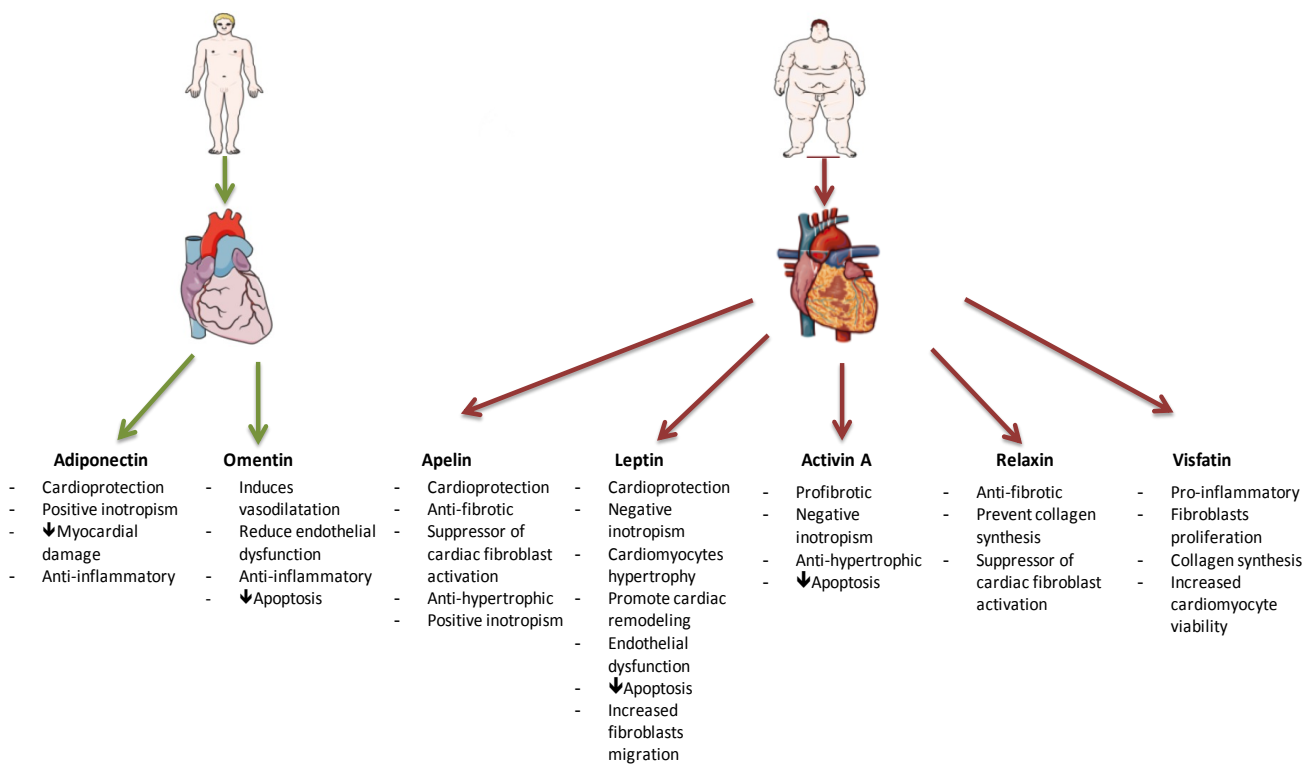 Adiponectin
- Cardioprotection
- Positive inotropism
- 🡻Myocardial
damage
- Anti-inflammatory
Omentin
- Induces
vasodilatation
- Reduce endothelial
dysfunction
- Anti-inflammatory
- 🡻Apoptosis
Apelin
- Cardioprotection
- Anti-fibrotic
- Suppressor of
cardiac fibroblast
activation
- Anti-hypertrophic
- Positive inotropism
Leptin
- Cardioprotection
- Negative
inotropism
- Cardiomyocytes
hypertrophy
- Promote cardiac
remodeling
- Endothelial
dysfunction
- 🡻Apoptosis
- Increased
fibroblasts
migration
Activin A
- Profibrotic
- Negative
inotropism
- Anti-hypertrophic
- 🡻Apoptosis
Relaxin
- Anti-fibrotic
- Prevent collagen
synthesis
- Suppressor of
cardiac fibroblast
activation
Visfatin
- Pro-inflammatory
- Fibroblasts
proliferation
- Collagen synthesis
- Increased
cardiomyocyte
viability